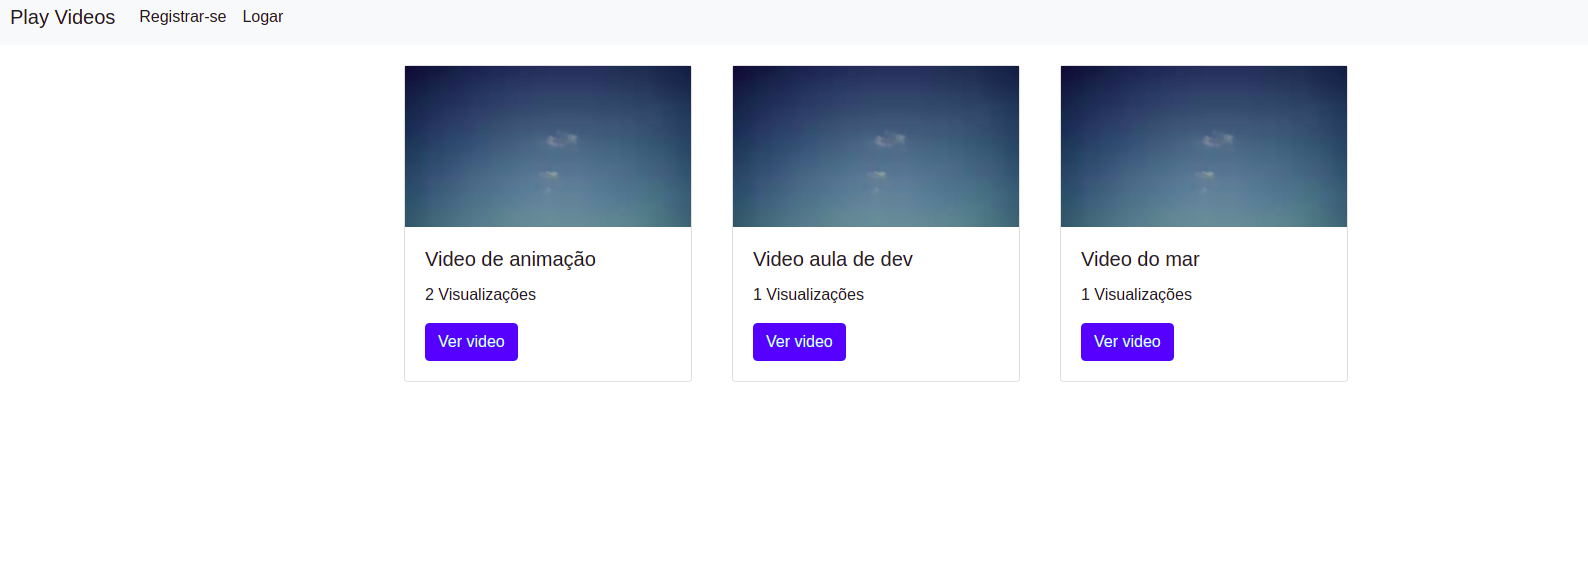 Play Videos Registrar-se Logar
Video de animação
2 Visualizações
Ver video
Video aula de dev
1 Visualizações
Ver video
Video do mar
1 Visualizações
Ver video